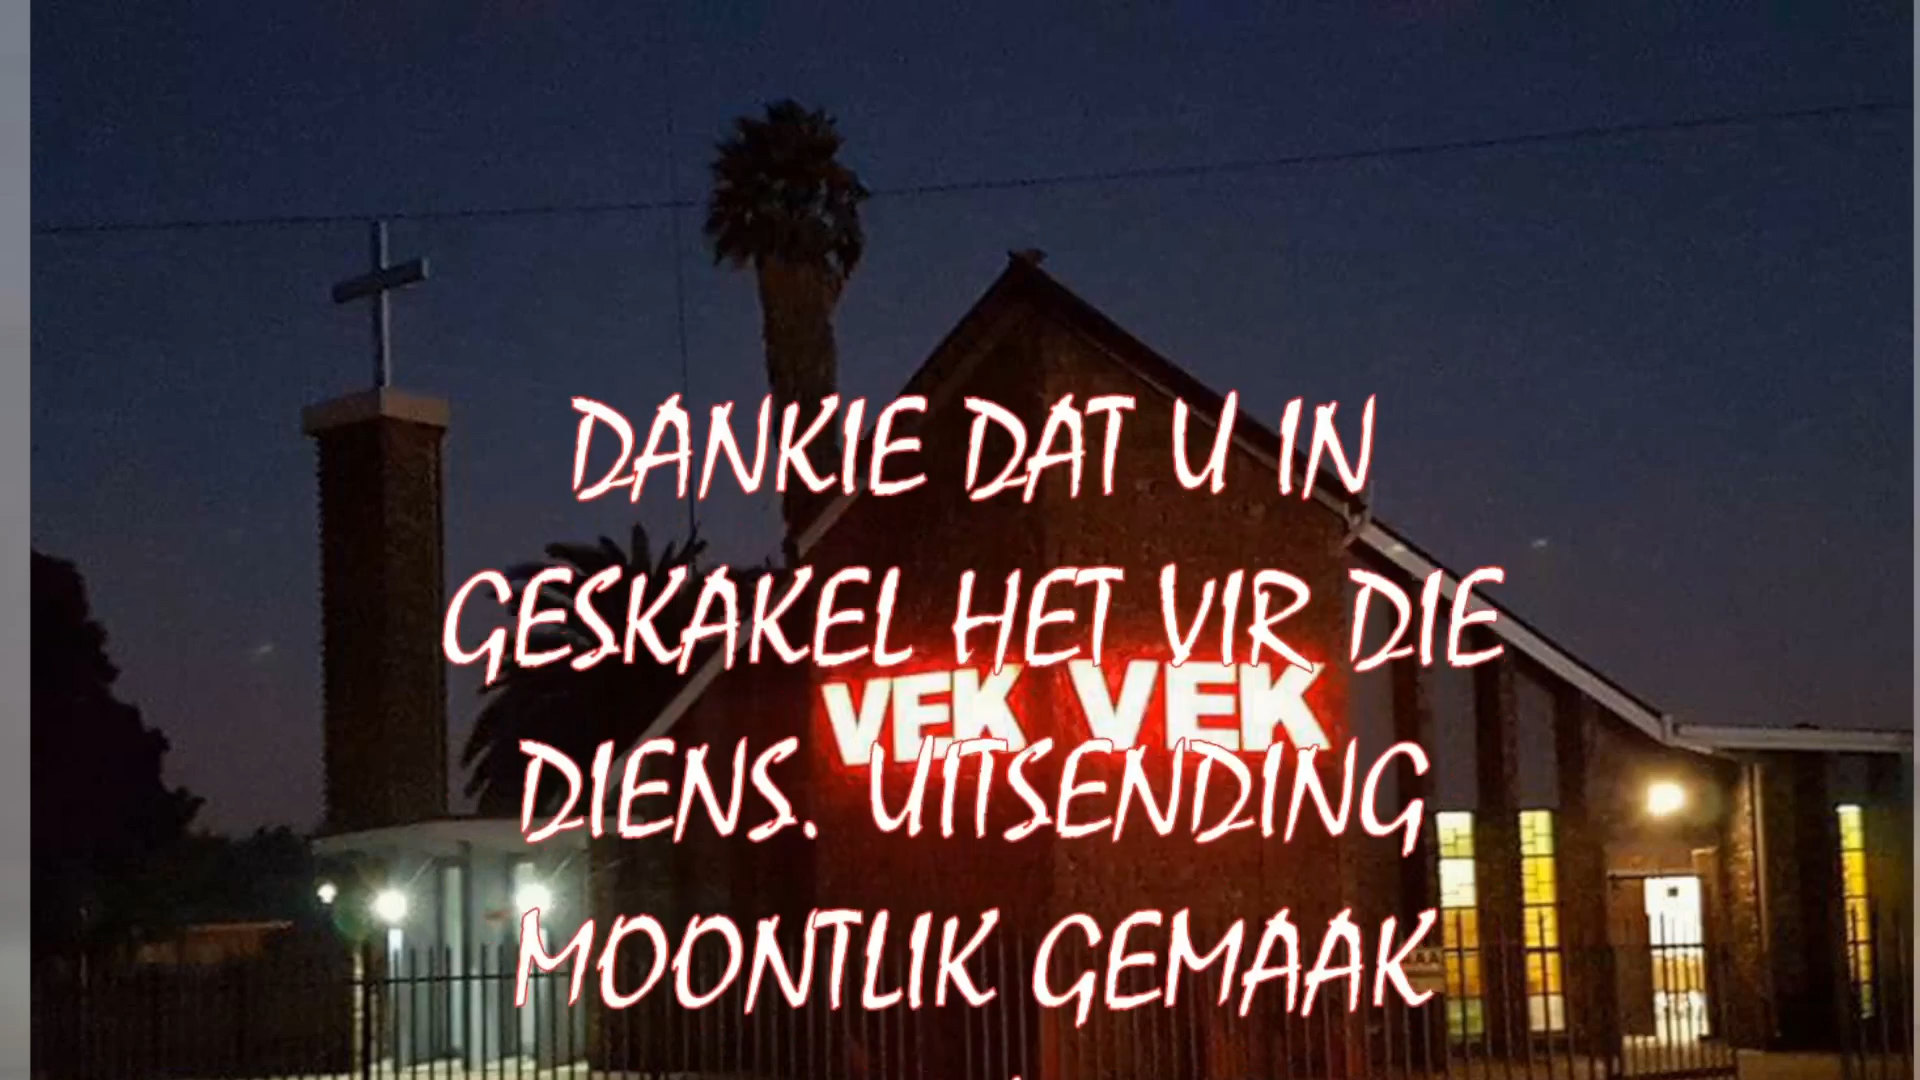 DANKIE DAT U IN
GESKAKEL HET VIR DIE
VEK VEK
DIENS. UITSENDING
MOONTLIK GEMAAK